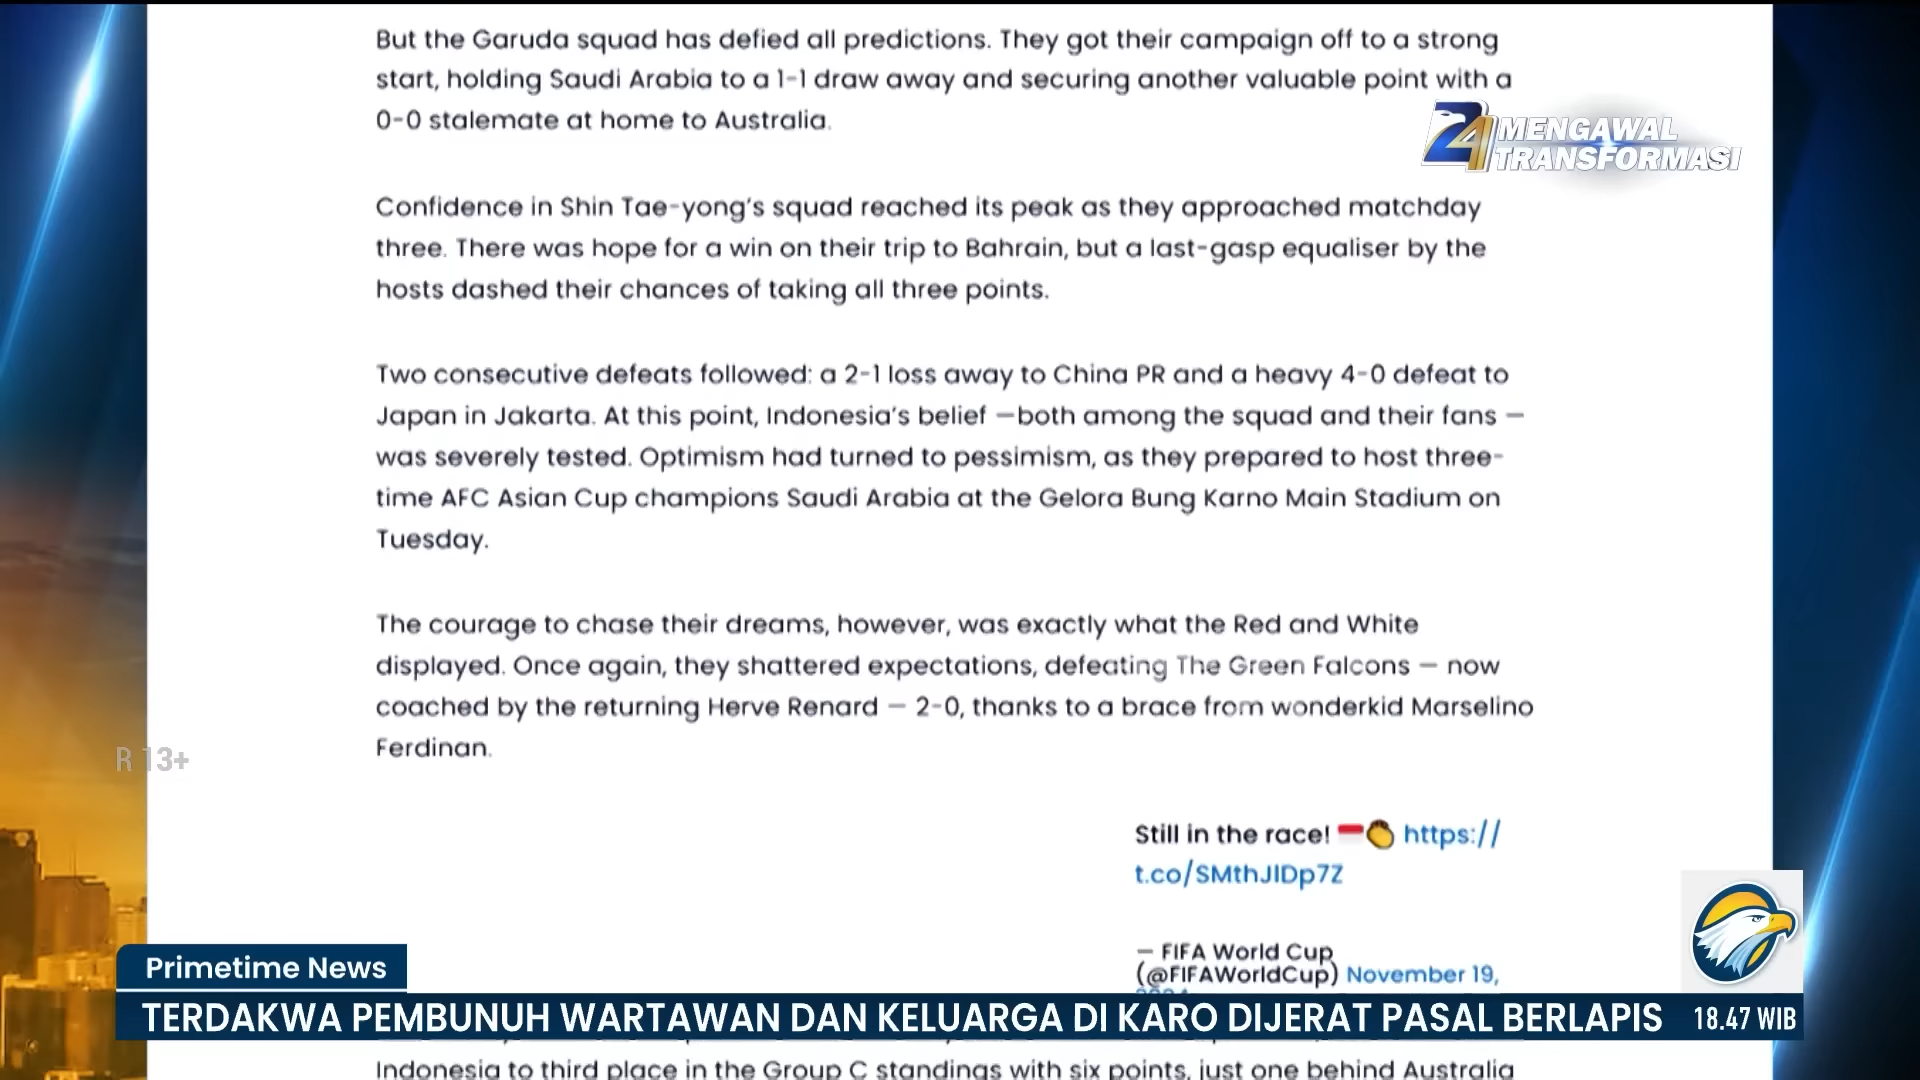 But the Garuda squad has defied all predictions. They got their campaign off to a strong
start, holding Saudi Arabia to a 1-1 draw away and securing another valuable point with a
0-0 stalemate at home to Australia.
24 MENGAWAL
TRANSFORMASI
Confidence in Shin Tae-yong's squad reached its peak as they approached matchday
three. There was hope for a win on their trip to Bahrain, but a last-gasp equaliser by the
hosts dashed their chances of taking all three points.
Two consecutive defeats followed: a 2-1 loss away to China PR and a heavy 4-0 defeat to
Japan in Jakarta. At this point, Indonesia's belief —both among the squad and their fans —
was severely tested. Optimism had turned to pessimism, as they prepared to host three-
time AFC Asian Cup champions Saudi Arabia at the Gelora Bung Karno Main Stadium on
Tuesday.
The courage to chase their dreams, however, was exactly what the Red and White
displayed. Once again, they shattered expectations, defeating The Green Falcons — now
coached by the returning Herve Renard — 2-0, thanks to a brace from wonderkid Marselino
Ferdinan.
R 13+
Still in the race! https://
t.co/SMthJIDp7Z
— FIFA World Cup
(@FIFAWorldCup) November 19,
Primetime News
TERDAKWA PEMBUNUH WARTAWAN DAN KELUARGA DI KARO DIJERAT PASAL BERLAPIS 18.47 WIB
Indonesia to third place in the Group C standings with six points, just one behind Australia